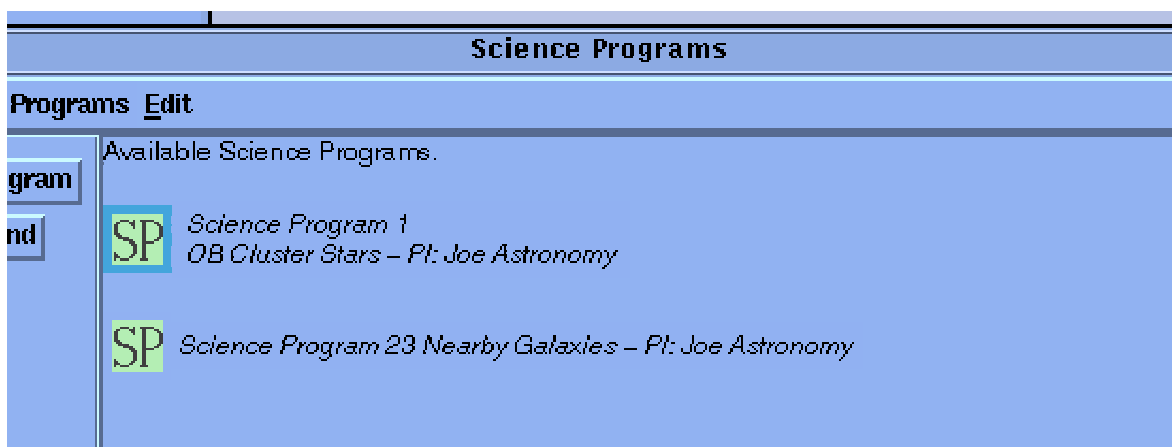 Science Programs
Programs Edit
Available Science Programs.
gram
nd
SP
Science Program 1
OB Cluster Stars – PI: Joe Astronomy
SP
Science Program 23 Nearby Galaxies – PI: Joe Astronomy